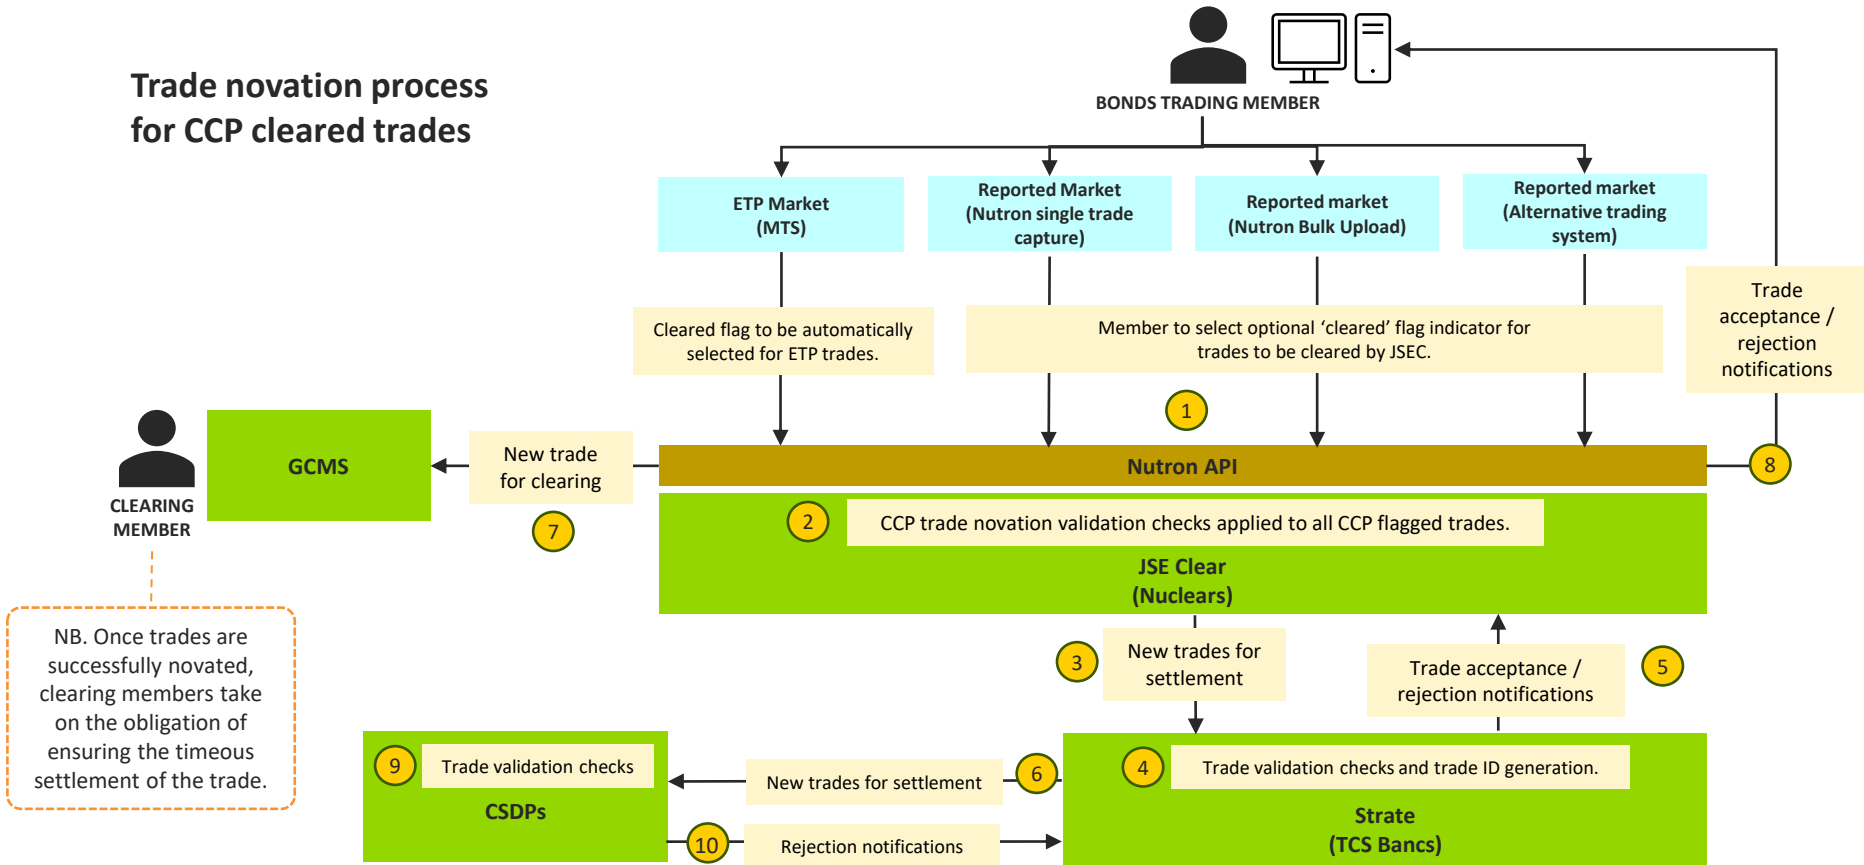 Trade novation process
for CCP cleared trades
BONDS TRADING MEMBER
ETP Market
(MTS)
Reported Market
(Nutron single trade
capture)
Reported market
(Nutron Bulk Upload)
Reported market
(Alternative trading
system)
Cleared flag to be automatically
selected for ETP trades.
Member to select optional ‘cleared’ flag indicator for
trades to be cleared by JSEC.
Trade
acceptance /
rejection
notifications
1
CLEARING
MEMBER
GCMS
New trade
for clearing
7
Nutron API
8
2
CCP trade novation validation checks applied to all CCP flagged trades.
JSE Clear
(Nuclears)
NB. Once trades are
successfully novated,
clearing members take
on the obligation of
ensuring the timeous
settlement of the trade.
3
New trades for
settlement
Trade acceptance /
rejection notifications
5
9
Trade validation checks
CSDPs
New trades for settlement
6
4
Trade validation checks and trade ID generation.
Strate
(TCS Bancs)
10
Rejection notifications